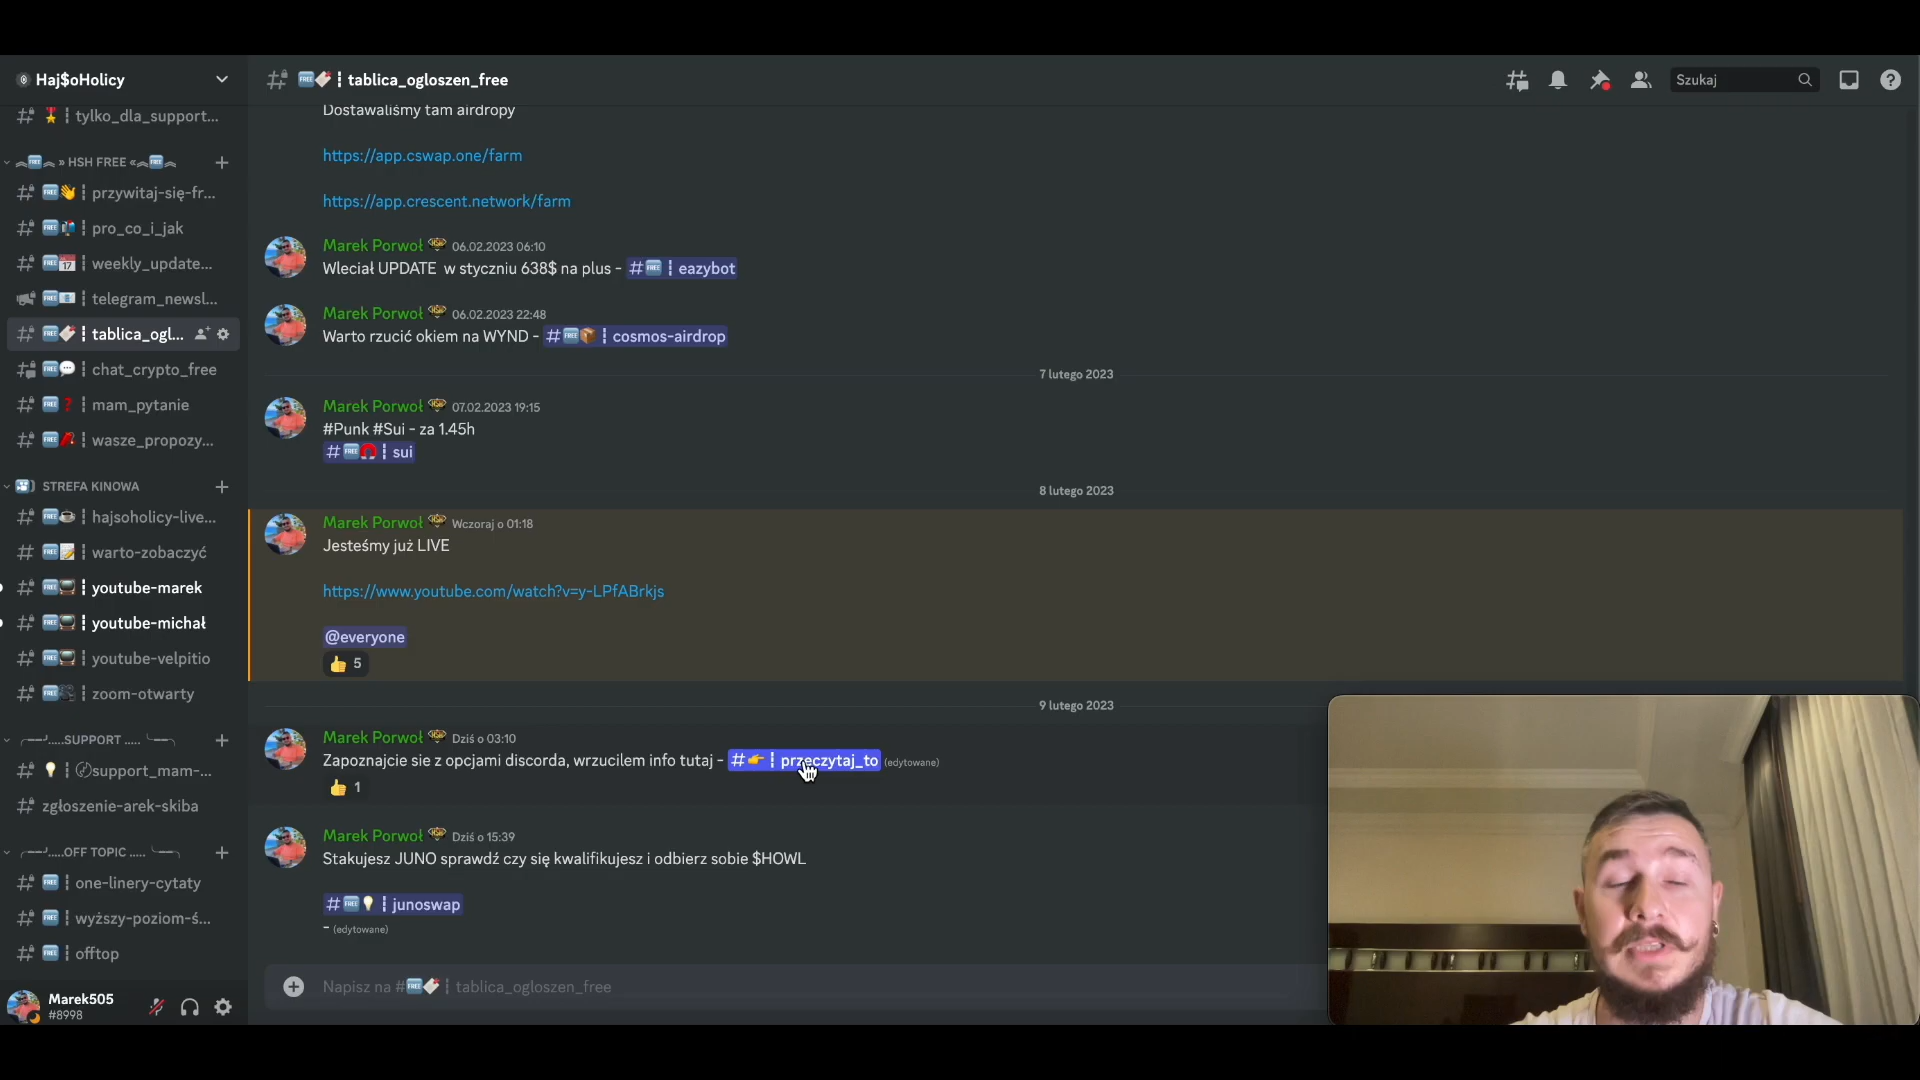 Haj$oHolicy
tylko_dla_support...
» HSH FREE «
przywitaj-się-fr...
pro_co_i_jak
weekly_update...
telegram_newsl...
tablica_ogl...
chat_crypto_free
mam_pytanie
wasze_propozy...
STREFA KINOWA
hajsoholicy-live...
warto-zobaczyć
youtube-marek
youtube-michał
youtube-velpitio
zoom-otwarty
.....SUPPORT .....
support_mam-...
zgłoszenie-arek-skiba
.....OFF TOPIC .....
one-linery-cytaty
wyższy-poziom-ś...
offtop
Marek505
#8998
tablica_ogloszen_free
Szukaj
Dostawaliśmy tam airdropy
https://app.cswap.one/farm
https://app.crescent.network/farm
Marek Porwoł 06.02.2023 06:10
Wleciał UPDATE w styczniu 638$ na plus - # FREE ¦ eazybot
Marek Porwoł 06.02.2023 22:48
Warto rzucić okiem na WYND - # FREE ¦ cosmos-airdrop
7 lutego 2023
Marek Porwoł 07.02.2023 19:15
#Punk #Sui - za 1.45h
# FREE ¦ sui
8 lutego 2023
Marek Porwoł Wczoraj o 01:18
Jesteśmy już LIVE
https://www.youtube.com/watch?v=y-LPfABrkjs
@everyone
👍 5
9 lutego 2023
Marek Porwoł Dziś o 03:10
Zapoznajcie sie z opcjami discorda, wrzucilem info tutaj - # 👉 ¦ przeczytaj_to (edytowane)
👍 1
Marek Porwoł Dziś o 15:39
Stakujesz JUNO sprawdź czy się kwalifikujesz i odbierz sobie $HOWL
# FREE 💡 ¦ junoswap
- (edytowane)
Napisz na # FREE ¦ tablica_ogloszen_free